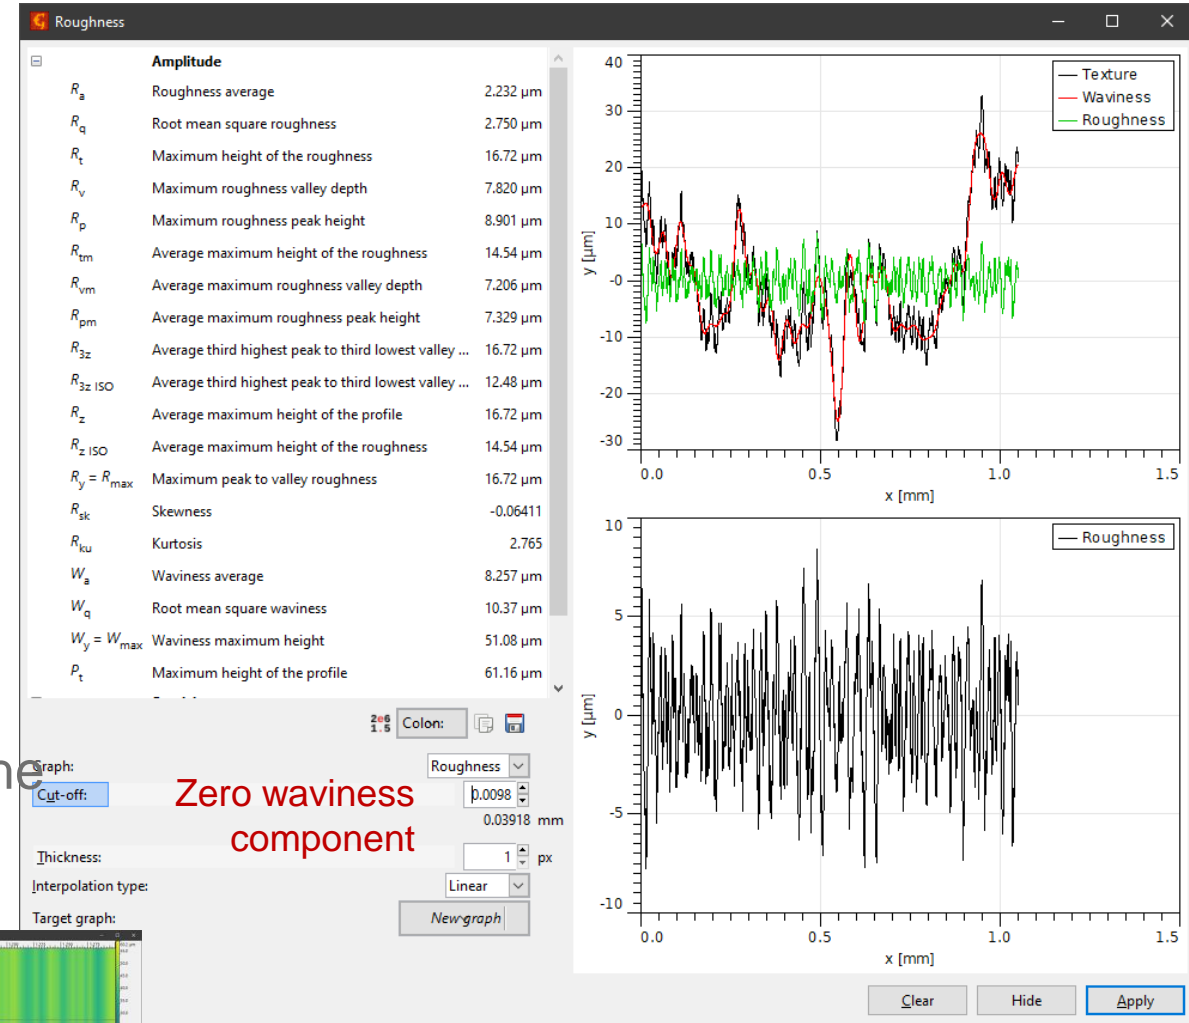 Roughness
Amplitude
Ra Roughness average 2.232 µm
Rq Root mean square roughness 2.750 µm
Rt Maximum height of the roughness 16.72 µm
Rv Maximum roughness valley depth 7.820 µm
Rp Maximum roughness peak height 8.901 µm
Rtm Average maximum height of the roughness 14.54 µm
Rvm Average maximum roughness valley depth 7.206 µm
Rpm Average maximum roughness peak height 7.329 µm
R3z Average third highest peak to third lowest valley ... 16.72 µm
R3z ISO Average third highest peak to third lowest valley ... 12.48 µm
Rz Average maximum height of the profile 16.72 µm
Rz ISO Average maximum height of the roughness 14.54 µm
Ry = Rmax Maximum peak to valley roughness 16.72 µm
Rsk Skewness -0.06411
Rku Kurtosis 2.765
Wa Waviness average 8.257 µm
Wq Root mean square waviness 10.37 µm
Wy = Wmax Waviness maximum height 51.08 µm
Pt Maximum height of the profile 61.16 µm
2e6
1.5
Colon:
ne
Graph: Roughness
Cut-off: 0.0098
0.03918 mm
Zero waviness
component
Thickness: 1 px
Interpolation type: Linear
Target graph: New graph
40
30
20
10
-0
-10
-20
-30
y [µm]
0.0 0.5 1.0 1.5
x [mm]
Texture
Waviness
Roughness
10
5
0
-5
-10
y [µm]
0.0 0.5 1.0 1.5
x [mm]
Roughness
Clear Hide Apply